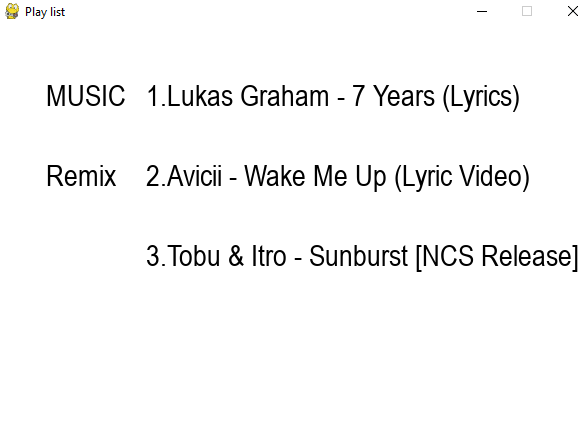 Play list
MUSIC 1.Lukas Graham - 7 Years (Lyrics)
Remix 2.Avicii - Wake Me Up (Lyric Video)
3.Tobu & Itro - Sunburst [NCS Release]